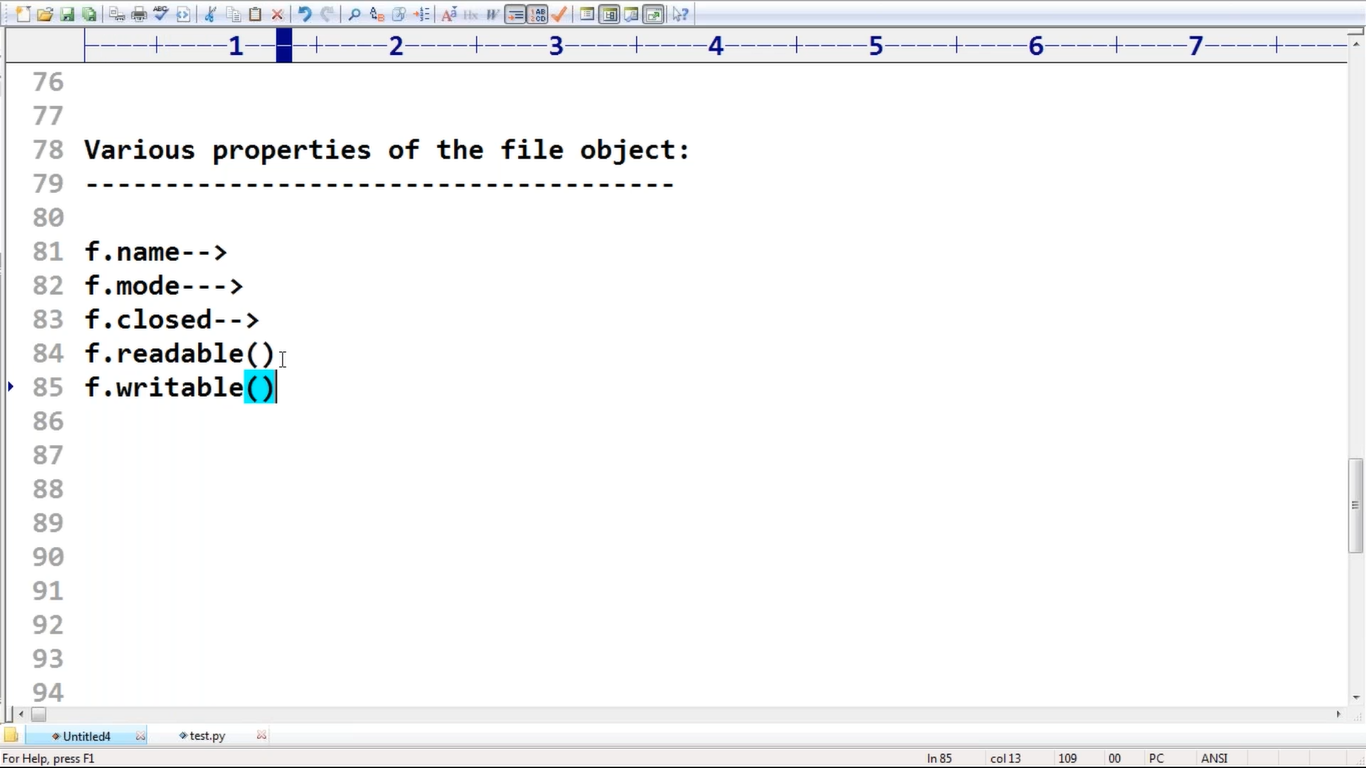 1 2 3 4 5 6 7
76
77
78 Various properties of the file object:
79 -------------------------------------
80
81 f.name-->
82 f.mode--->
83 f.closed-->
84 f.readable()
85 f.writable()
86
87
88
89
90
91
92
93
94
Untitled4 test.py
For Help, press F1 ln 85 col 13 109 00 PC ANSI